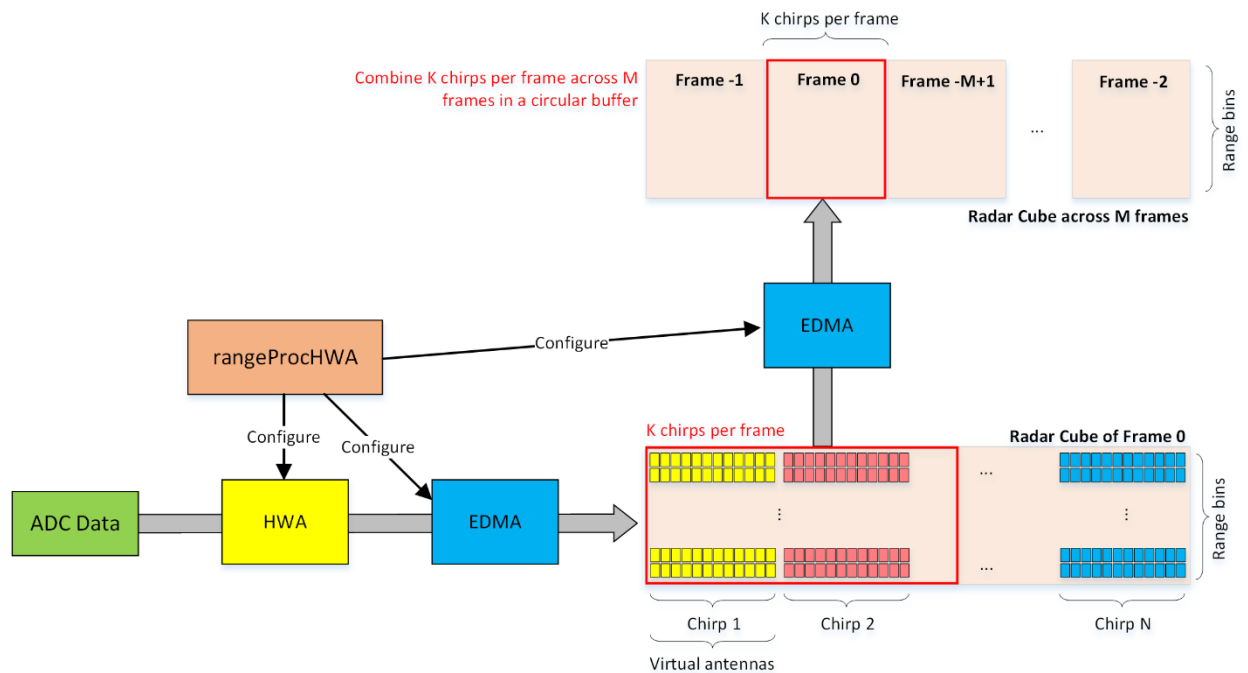 K chirps per frame
Combine K chirps per frame across M
frames in a circular buffer
Frame -1
Frame 0
Frame -M+1
Frame -2
...
Range bins
Radar Cube across M frames
EDMA
rangeProcHWA
Configure
Configure
Configure
K chirps per frame
Radar Cube of Frame 0
ADC Data
HWA
EDMA
...
...
...
...
Range bins
Chirp 1
Chirp 2
Chirp N
Virtual antennas